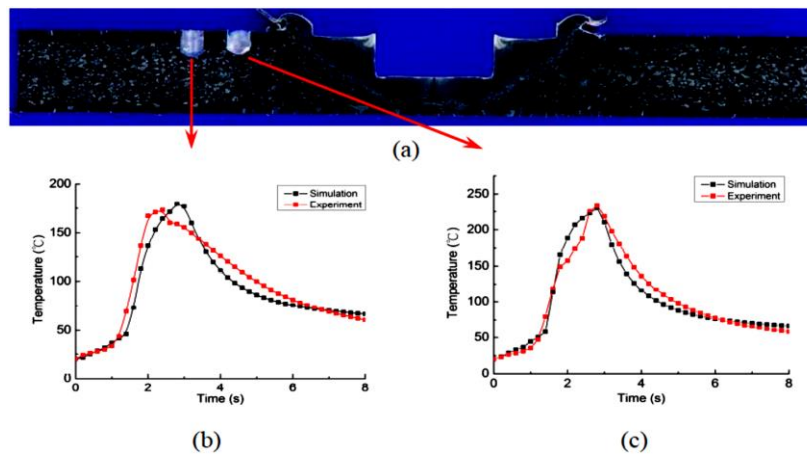 (a)
200
150
100
50
25
Temperature (℃)
Simulation
Experiment
0 2 4 6 8
Time (s)
(b)
250
200
150
100
50
0
Temperature (℃)
Simulation
Experiment
0 2 4 6 8
Time (s)
(c)